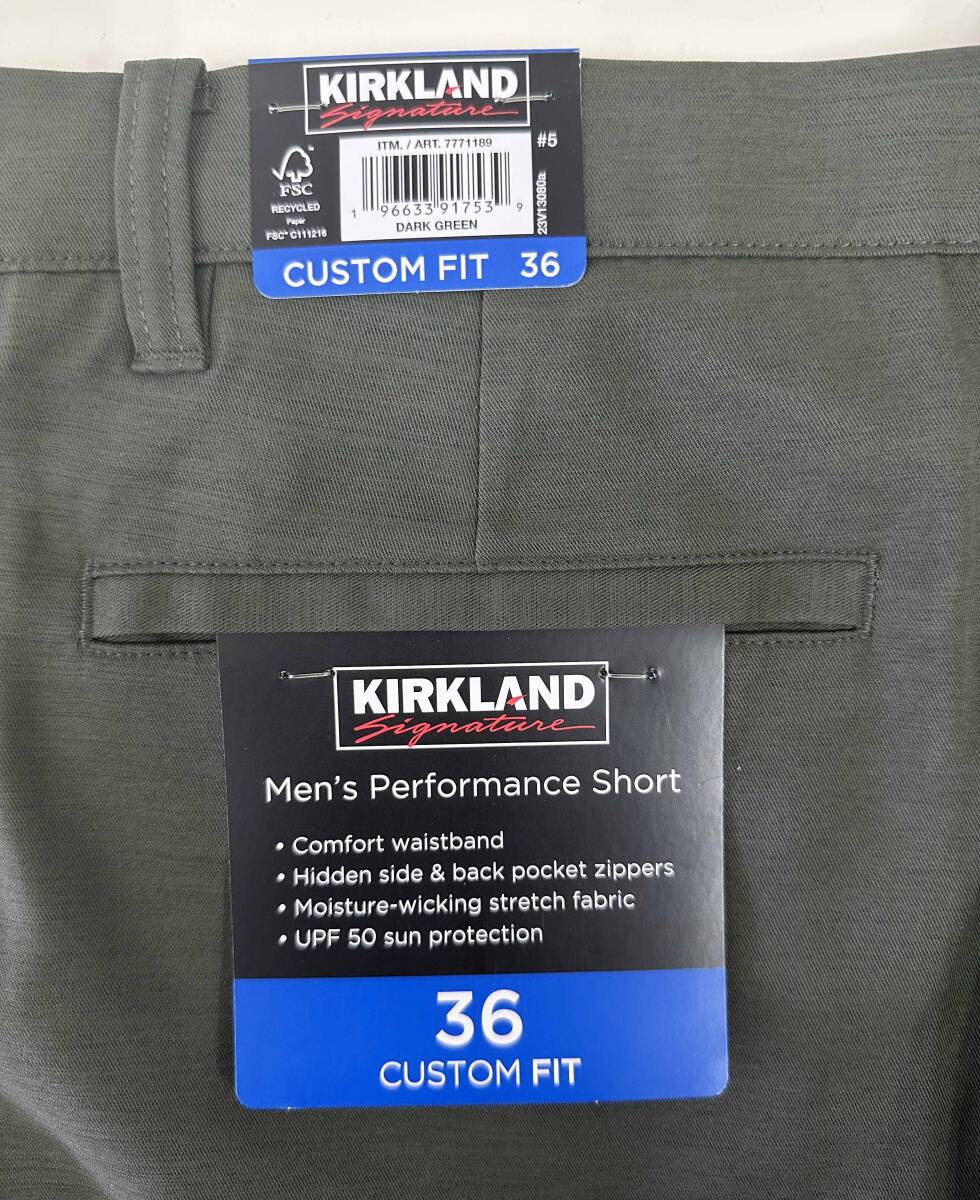 KIRKLAND
Signature
ITM. / ART. 7771189
#5
FSC™
RECYCLED
Paper
FSC® C111216
1 96633 91753 9
DARK GREEN
23V13080a
CUSTOM FIT 36
KIRKLAND
Signature
Men's Performance Short
• Comfort waistband
• Hidden side & back pocket zippers
• Moisture-wicking stretch fabric
• UPF 50 sun protection
36
CUSTOM FIT